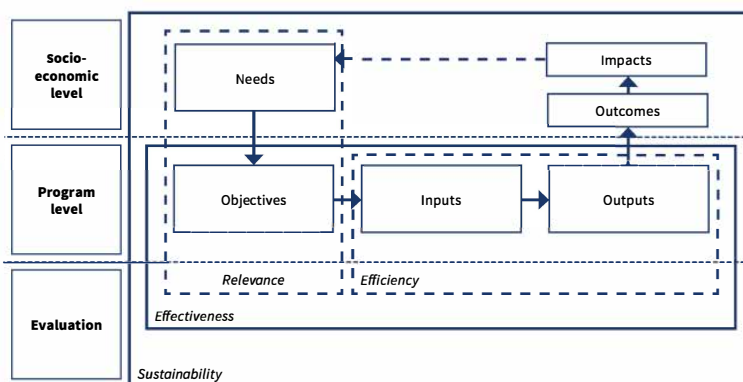 Socio-
economic
level
Needs
Impacts
Outcomes
Program
level
Objectives
Inputs
Outputs
Relevance
Efficiency
Evaluation
Effectiveness
Sustainability